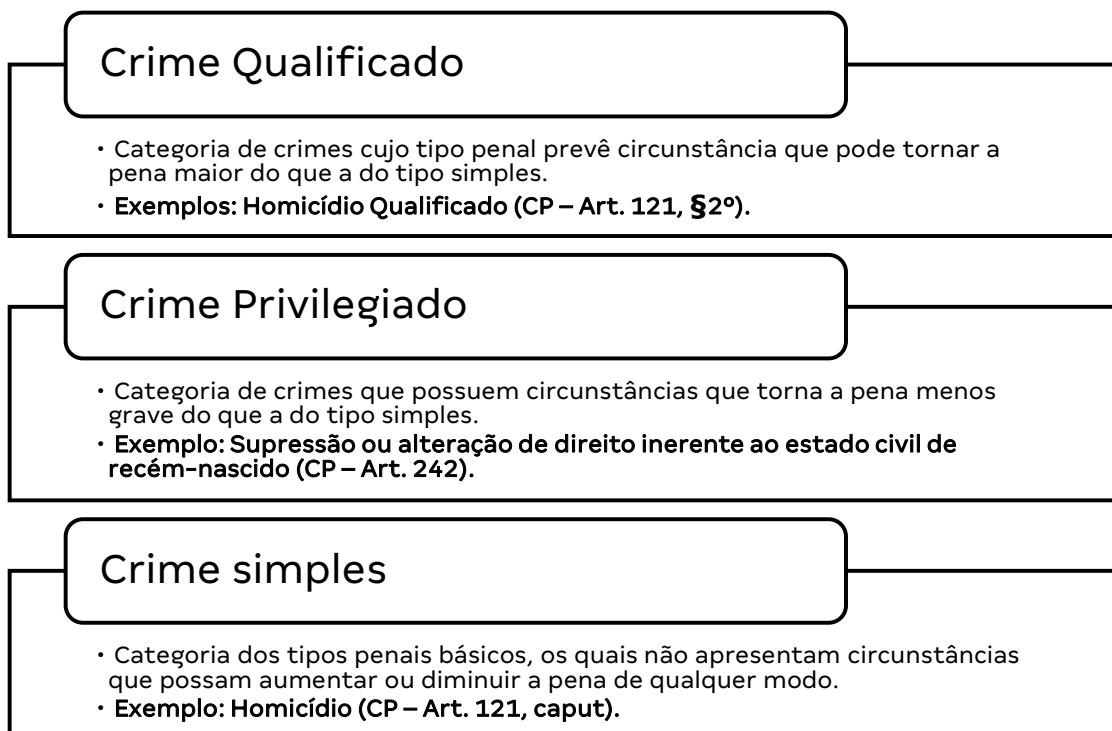 Crime Qualificado
• Categoria de crimes cujo tipo penal prevê circunstância que pode tornar a
pena maior do que a do tipo simples.
• Exemplos: Homicídio Qualificado (CP – Art. 121, §2º).
Crime Privilegiado
• Categoria de crimes que possuem circunstâncias que torna a pena menos
grave do que a do tipo simples.
• Exemplo: Supressão ou alteração de direito inerente ao estado civil de
recém-nascido (CP – Art. 242).
Crime simples
• Categoria dos tipos penais básicos, os quais não apresentam circunstâncias
que possam aumentar ou diminuir a pena de qualquer modo.
• Exemplo: Homicídio (CP – Art. 121, caput).